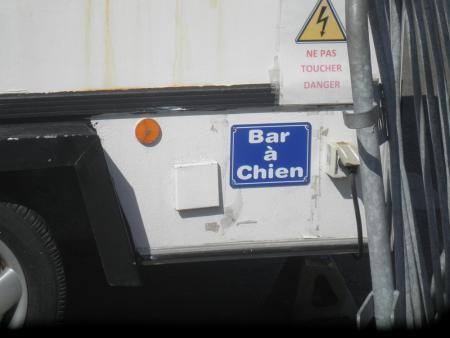 NE PAS
TOUCHER
DANGER
Bar
à
Chien